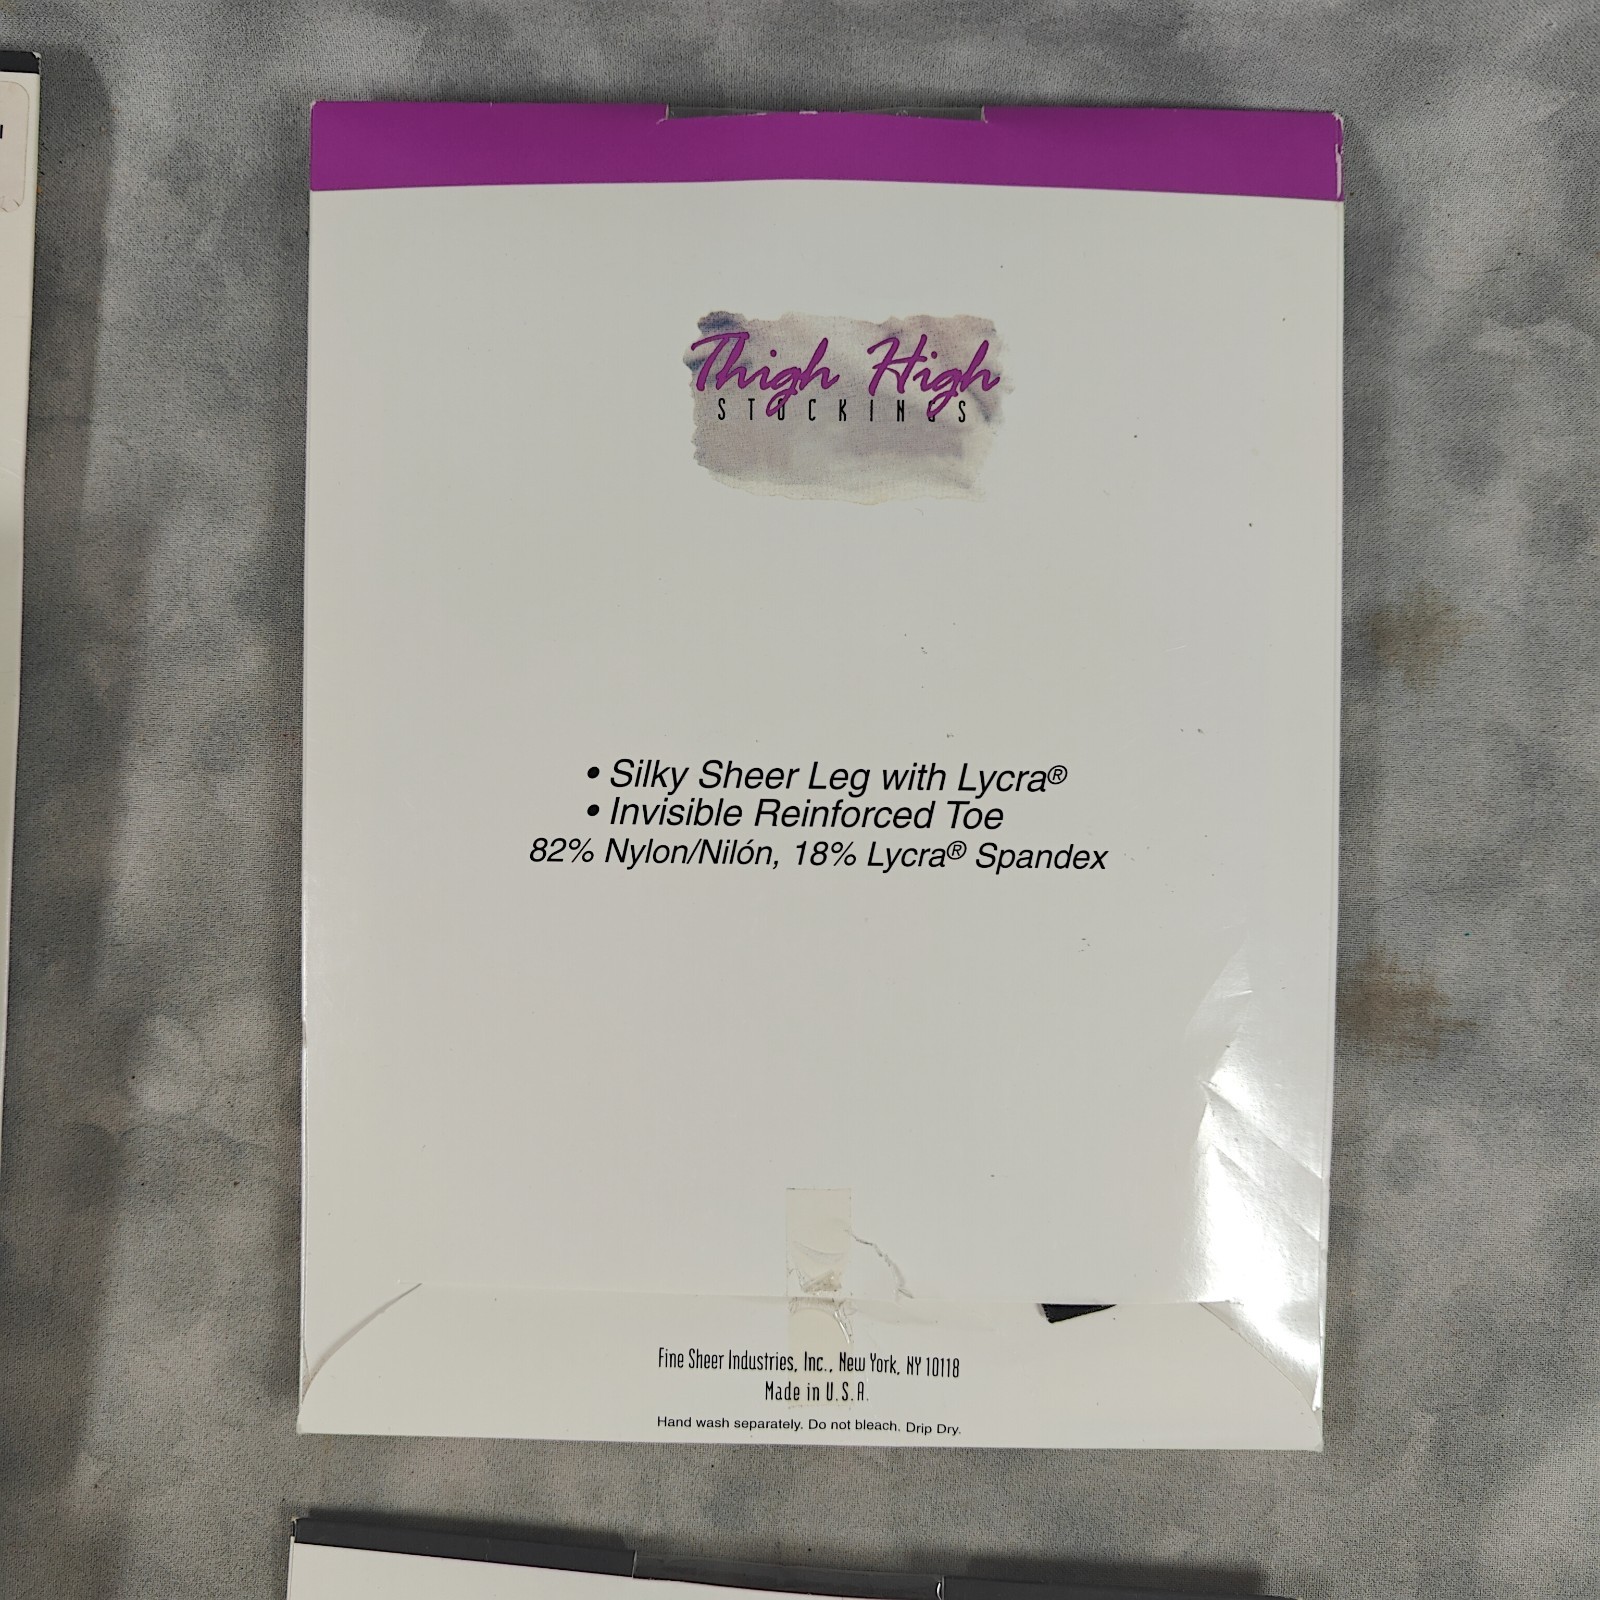 Thigh High
STOCKINGS
• Silky Sheer Leg with Lycra®
• Invisible Reinforced Toe
82% Nylon/Nilón, 18% Lycra® Spandex
Fine Sheer Industries, Inc., New York, NY 10118
Made in U.S.A.
Hand wash separately. Do not bleach. Drip Dry.